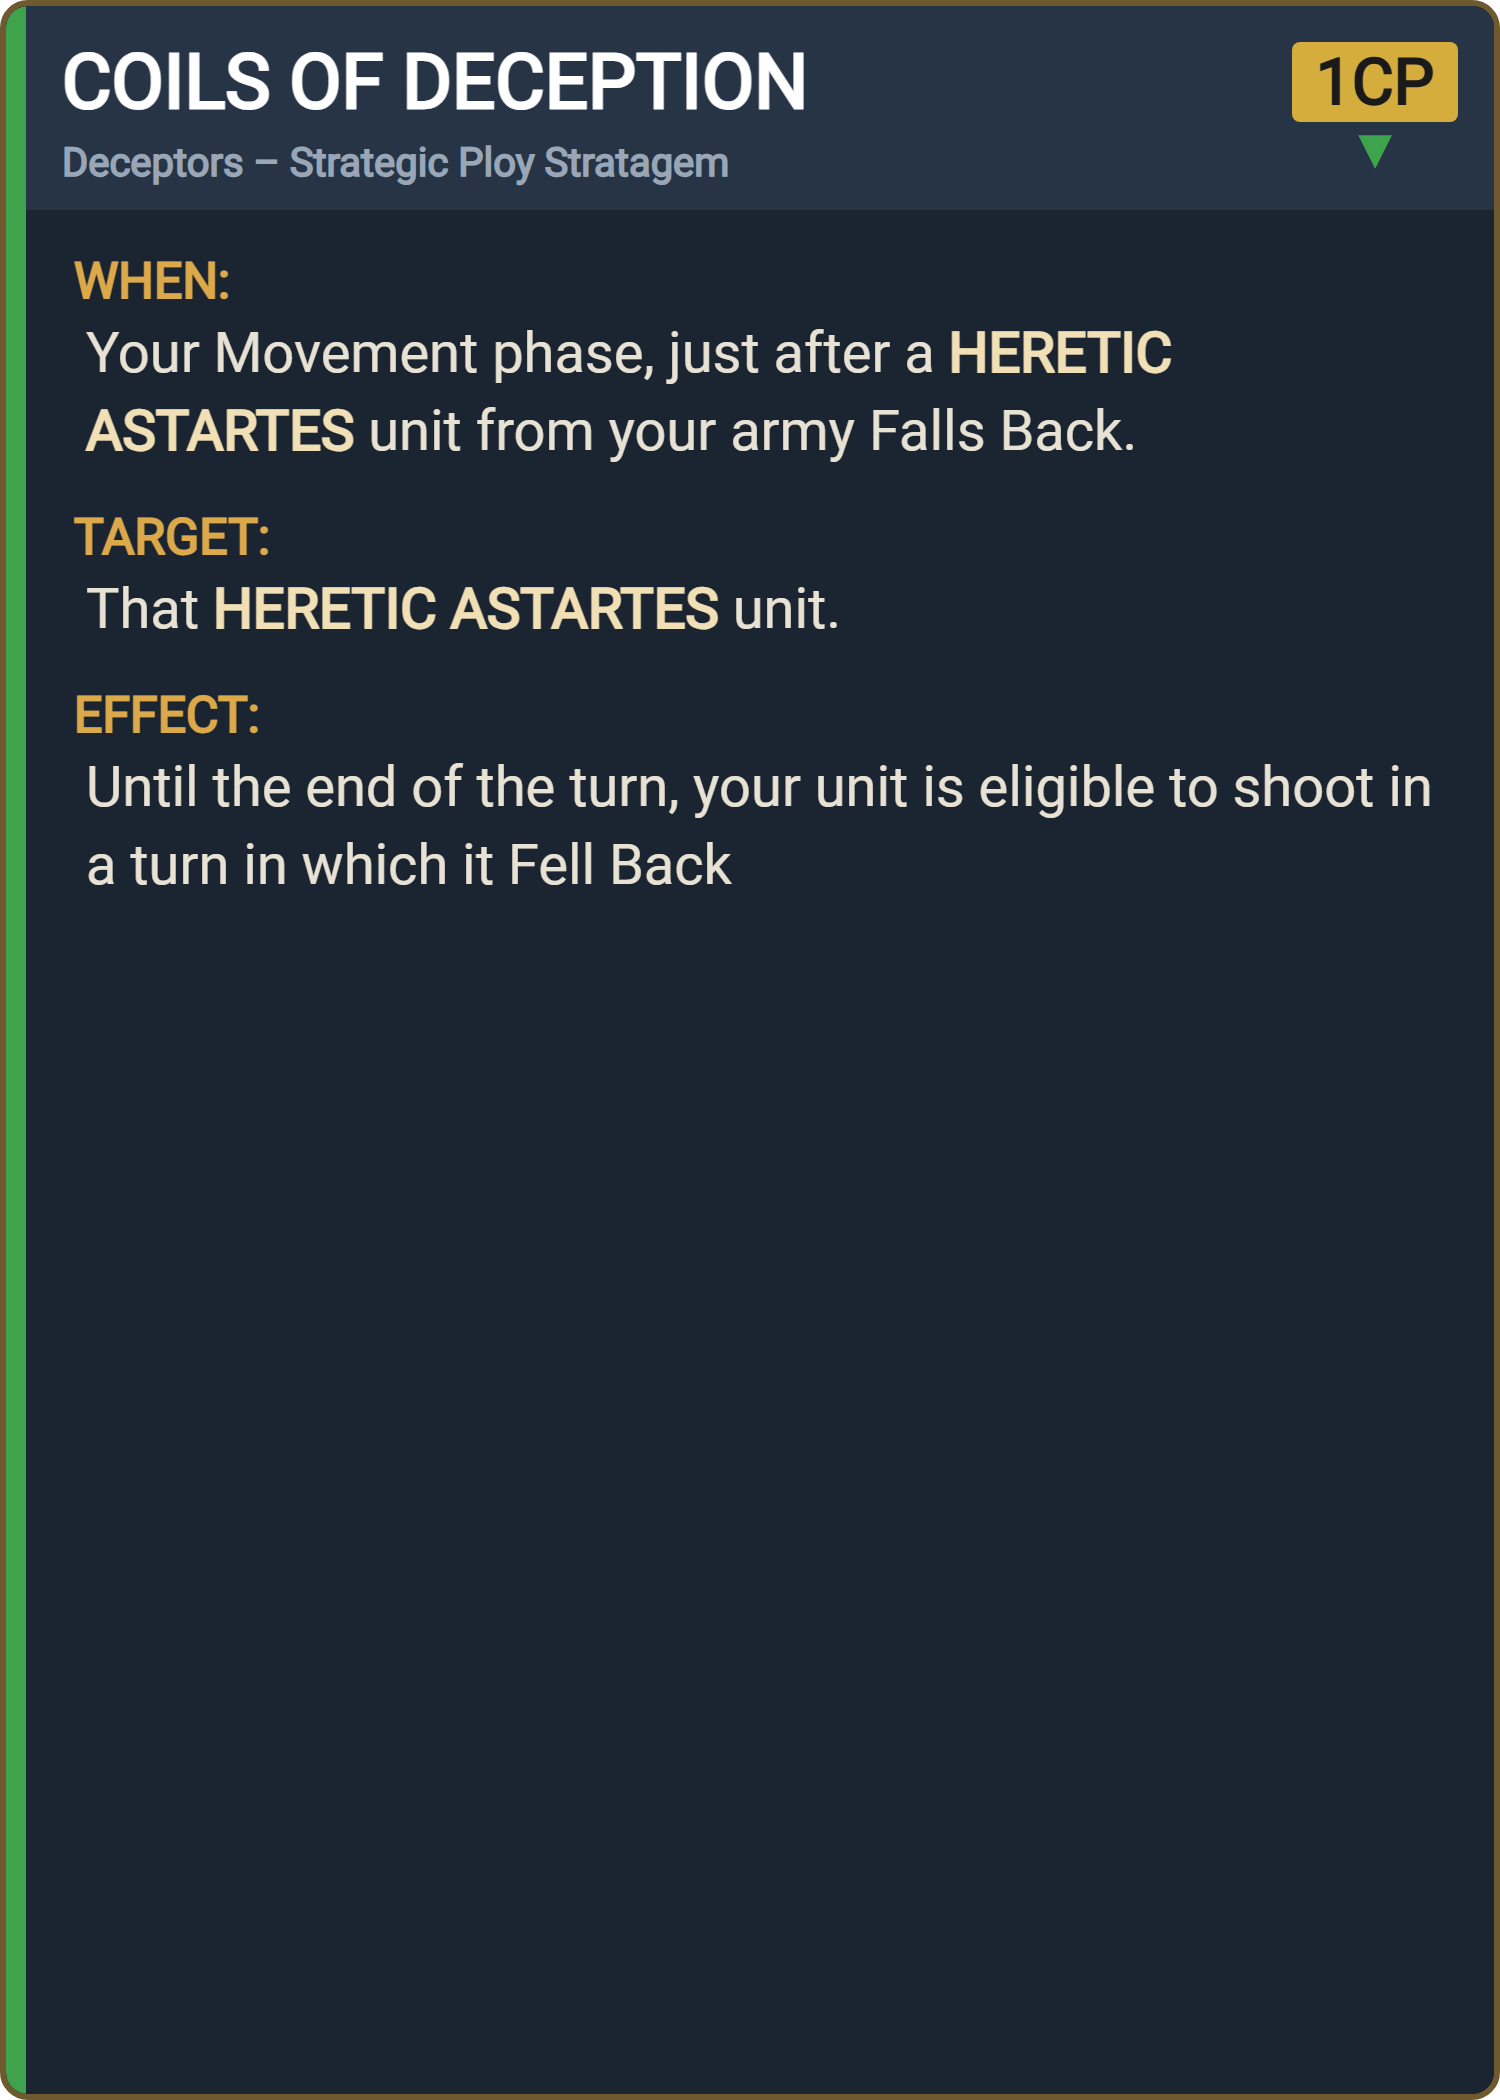 COILS OF DECEPTION
1CP
Deceptors – Strategic Ploy Stratagem
WHEN:
Your Movement phase, just after a HERETIC
ASTARTES unit from your army Falls Back.
TARGET:
That HERETIC ASTARTES unit.
EFFECT:
Until the end of the turn, your unit is eligible to shoot in
a turn in which it Fell Back